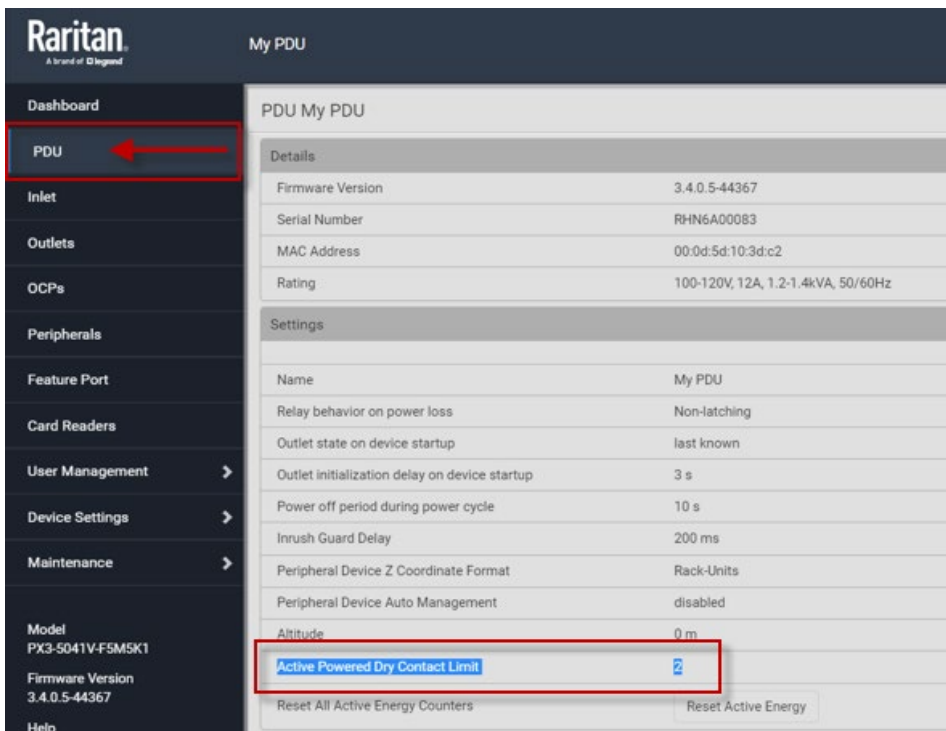 Raritan.
A brand of legrand
My PDU
Dashboard
PDU
Inlet
Outlets
OCPs
Peripherals
Feature Port
Card Readers
User Management
Device Settings
Maintenance
Model
PX3-5041V-F5M5K1
Firmware Version
3.4.0.5-44367
Help
PDU My PDU
Details
Firmware Version 3.4.0.5-44367
Serial Number RHN6A00083
MAC Address 00:0d:5d:10:3d:c2
Rating 100-120V, 12A, 1.2-1.4kVA, 50/60Hz
Settings
Name My PDU
Relay behavior on power loss Non-latching
Outlet state on device startup last known
Outlet initialization delay on device startup 3 s
Power off period during power cycle 10 s
Inrush Guard Delay 200 ms
Peripheral Device Z Coordinate Format Rack-Units
Peripheral Device Auto Management disabled
Altitude 0 m
Active Powered Dry Contact Limit 2
Reset All Active Energy Counters Reset Active Energy